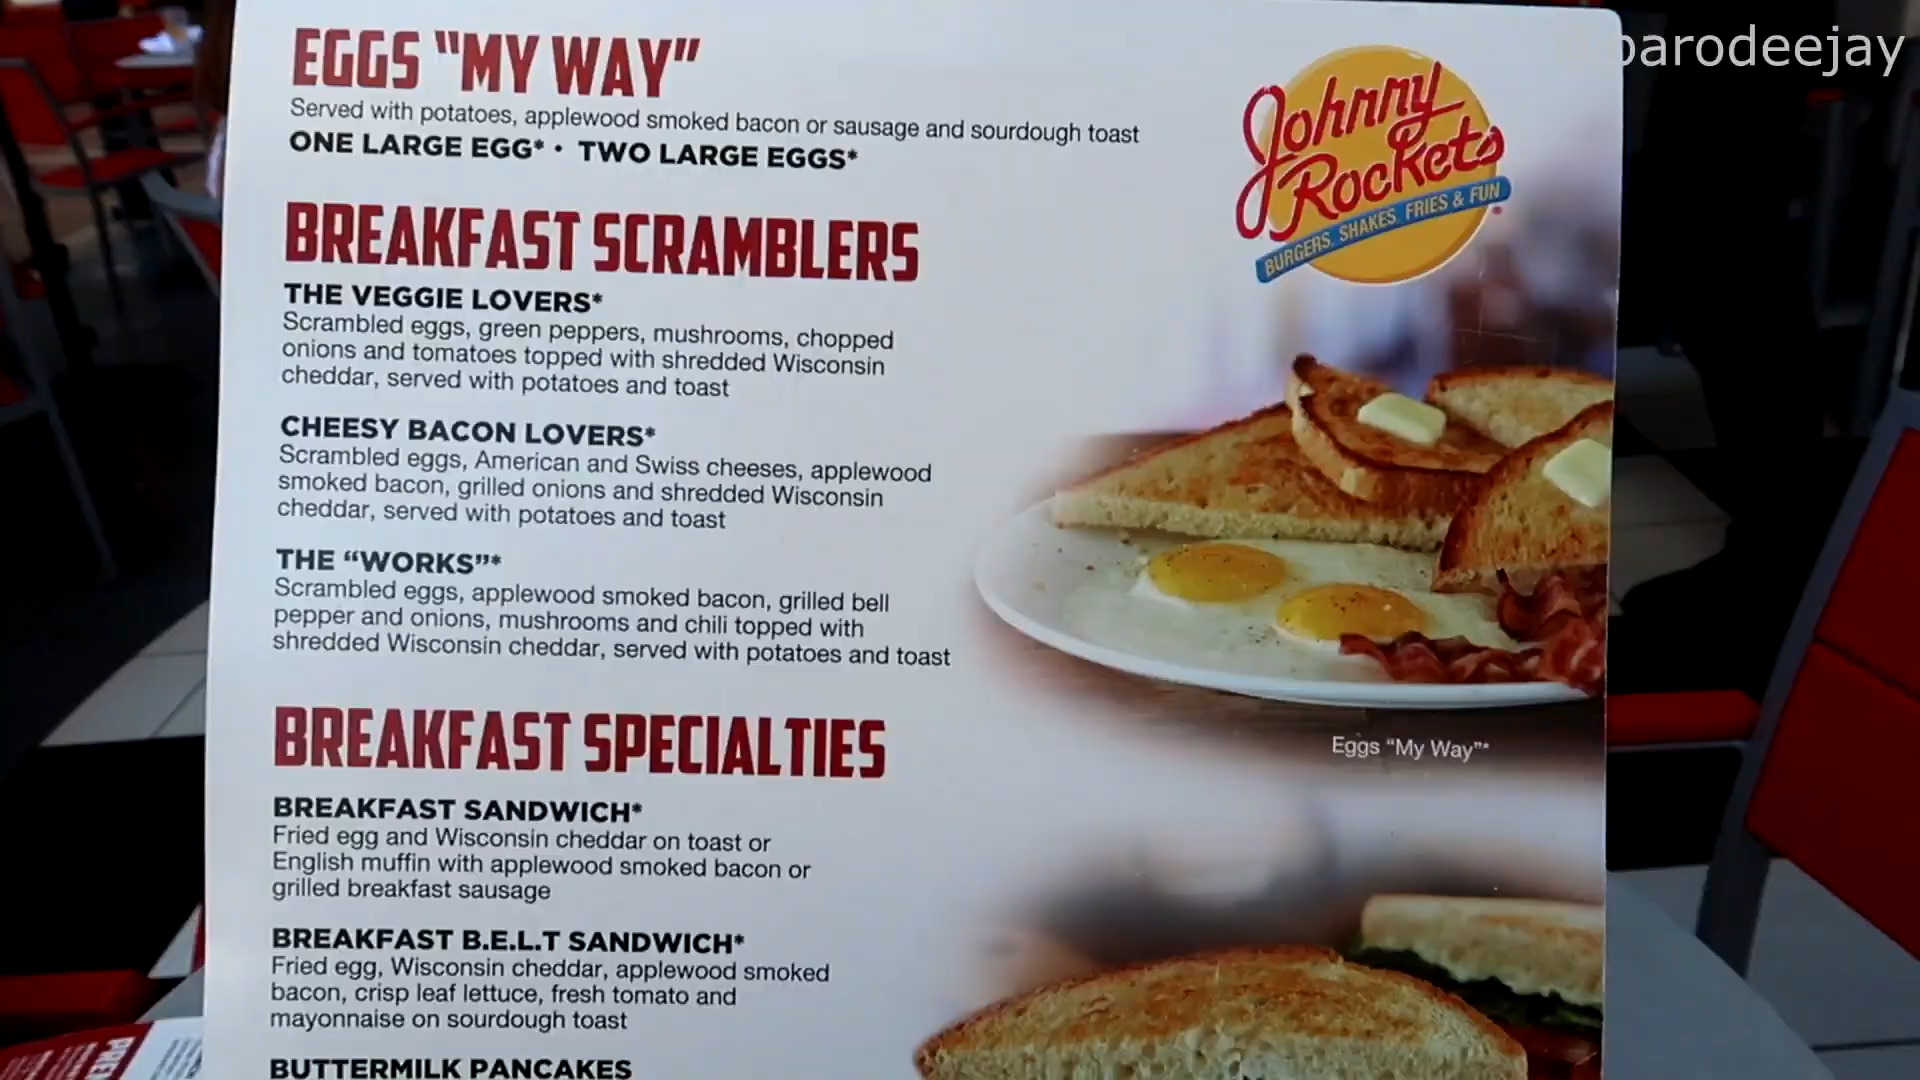 EGGS “MY WAY”
Served with potatoes, applewood smoked bacon or sausage and sourdough toast
ONE LARGE EGG* • TWO LARGE EGGS*
BREAKFAST SCRAMBLERS
THE VEGGIE LOVERS*
Scrambled eggs, green peppers, mushrooms, chopped
onions and tomatoes topped with shredded Wisconsin
cheddar, served with potatoes and toast
CHEESY BACON LOVERS*
Scrambled eggs, American and Swiss cheeses, applewood
smoked bacon, grilled onions and shredded Wisconsin
cheddar, served with potatoes and toast
THE “WORKS”*
Scrambled eggs, applewood smoked bacon, grilled bell
pepper and onions, mushrooms and chili topped with
shredded Wisconsin cheddar, served with potatoes and toast
BREAKFAST SPECIALTIES
BREAKFAST SANDWICH*
Fried egg and Wisconsin cheddar on toast or
English muffin with applewood smoked bacon or
grilled breakfast sausage
BREAKFAST B.E.L.T SANDWICH*
Fried egg, Wisconsin cheddar, applewood smoked
bacon, crisp leaf lettuce, fresh tomato and
mayonnaise on sourdough toast
BUTTERMILK PANCAKES
Johnny
Rockets
BURGERS, SHAKES, FRIES & FUN
Eggs “My Way”*